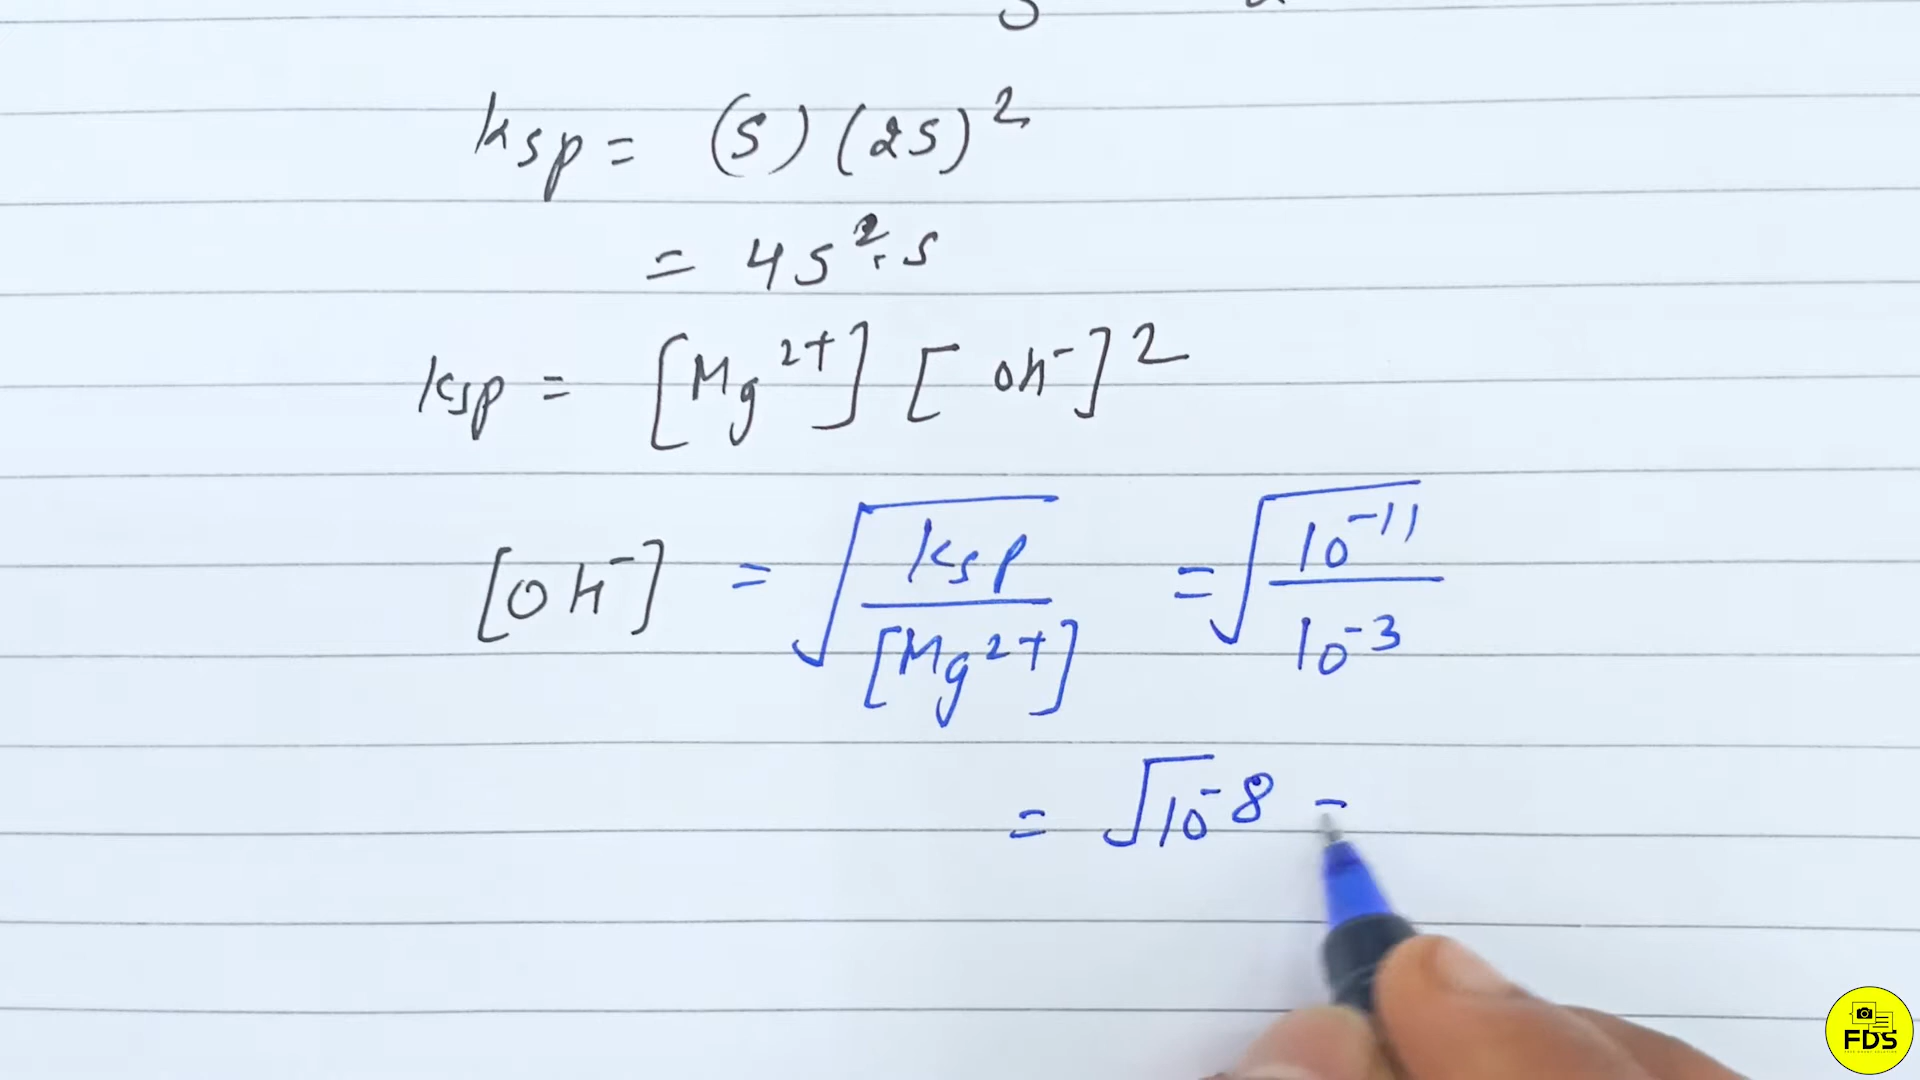 ksp = (s) (2s)²
= 4s².s
ksp = [Mg²⁺] [OH⁻]²
[OH⁻] = √(ksp / [Mg²⁺]) = √(10⁻¹¹ / 10⁻³)
= √10⁻⁸ =
FDS